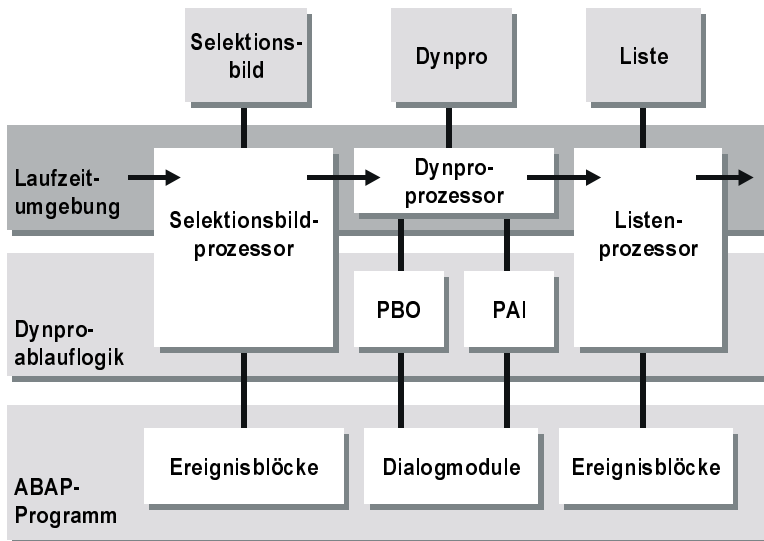 Selektions-
bild
Dynpro
Liste
Laufzeit-
umgebung
Selektionsbild-
prozessor
Dynpro-
prozessor
Listen-
prozessor
Dynpro-
ablauflogik
PBO
PAI
ABAP-
Programm
Ereignisblöcke
Dialogmodule
Ereignisblöcke